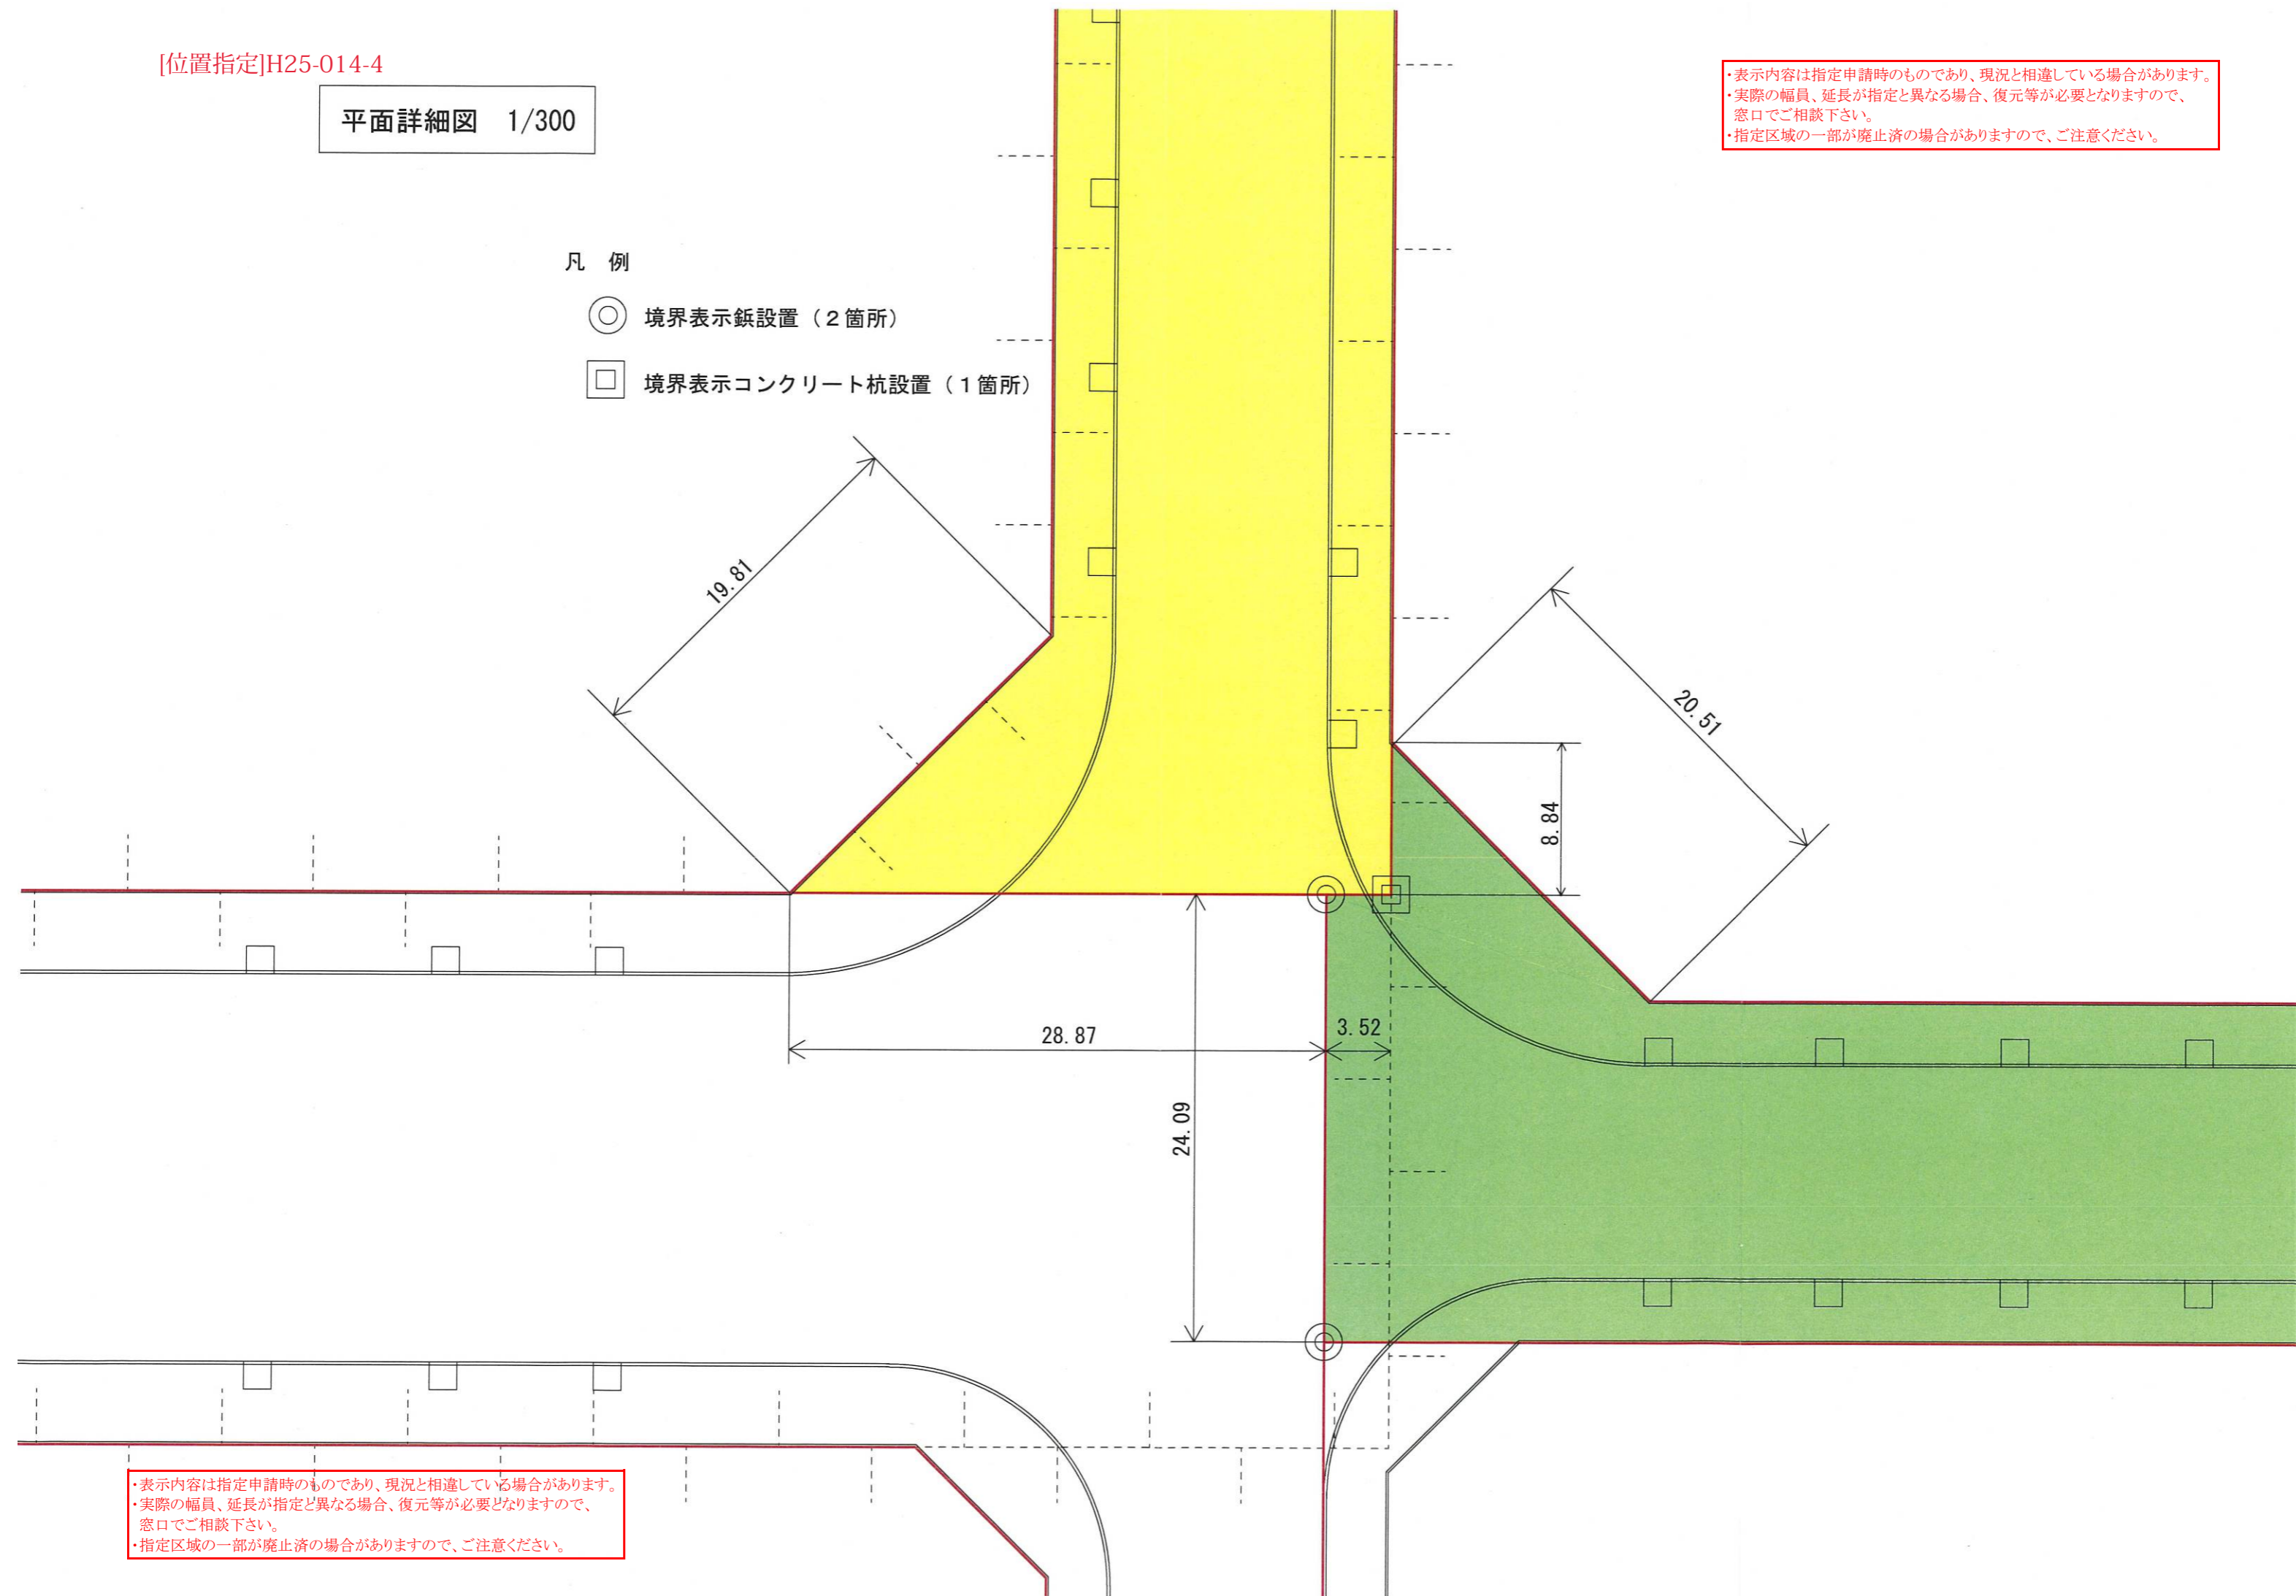 [位置指定]H25-014-4
平面詳細図 1/300
・表示内容は指定申請時のものであり、現況と相違している場合があります。
・実際の幅員、延長が指定と異なる場合、復元等が必要となりますので、
窓口でご相談下さい。
・指定区域の一部が廃止済の場合がありますので、ご注意ください。
凡 例
境界表示鋲設置（２箇所）
境界表示コンクリート杭設置（１箇所）
19.81
20.51
8.84
28.87
3.52
24.09
・表示内容は指定申請時のものであり、現況と相違している場合があります。
・実際の幅員、延長が指定と異なる場合、復元等が必要となりますので、
窓口でご相談下さい。
・指定区域の一部が廃止済の場合がありますので、ご注意ください。